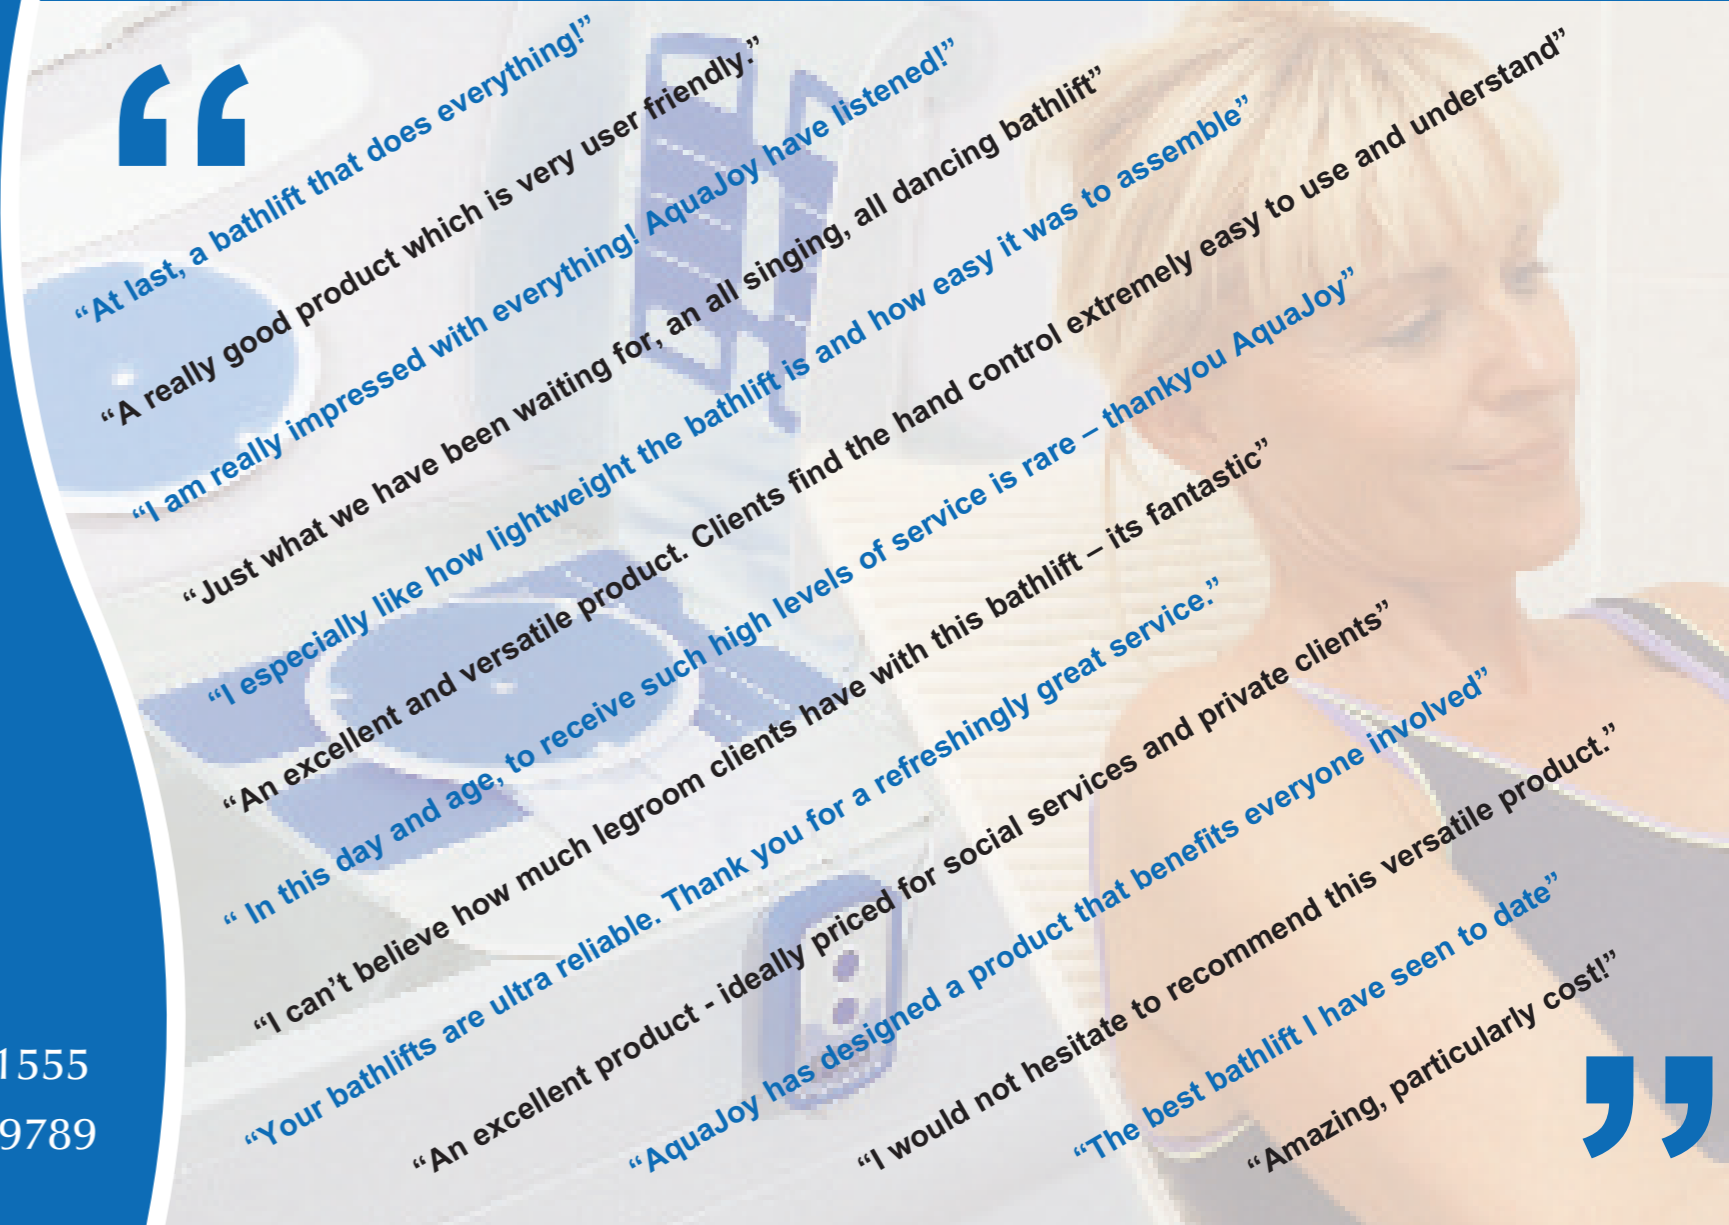 “At last, a bathlift that does everything!”
“A really good product which is very user friendly.”
“I am really impressed with everything! AquaJoy have listened!”
“Just what we have been waiting for, an all singing, all dancing bathlift”
“I especially like how lightweight the bathlift is and how easy it was to assemble”
“An excellent and versatile product. Clients find the hand control extremely easy to use and understand”
“ In this day and age, to receive such high levels of service is rare – thankyou AquaJoy”
“I can’t believe how much legroom clients have with this bathlift – its fantastic”
“Your bathlifts are ultra reliable. Thank you for a refreshingly great service.”
“An excellent product - ideally priced for social services and private clients”
“AquaJoy has designed a product that benefits everyone involved”
“I would not hesitate to recommend this versatile product.”
“The best bathlift I have seen to date”
“Amazing, particularly cost!”
1555
9789